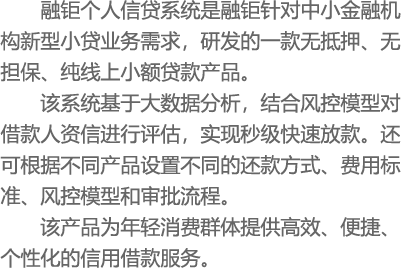 融钜个人信贷系统是融钜针对中小金融机
构新型小贷业务需求，研发的一款无抵押、无
担保、纯线上小额贷款产品。
该系统基于大数据分析，结合风控模型对
借款人资信进行评估，实现秒级快速放款。还
可根据不同产品设置不同的还款方式、费用标
准、风控模型和审批流程。
该产品为年轻消费群体提供高效、便捷、
个性化的信用借款服务。